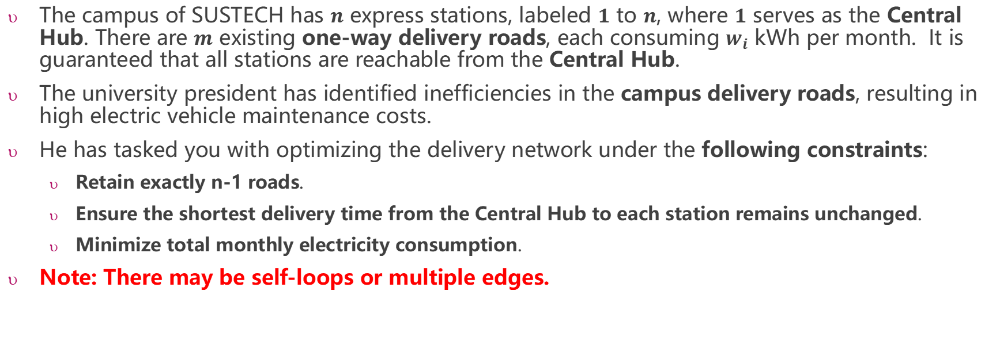 υ The campus of SUSTECH has n express stations, labeled 1 to n, where 1 serves as the Central
Hub. There are m existing one-way delivery roads, each consuming wᵢ kWh per month. It is
guaranteed that all stations are reachable from the Central Hub.
υ The university president has identified inefficiencies in the campus delivery roads, resulting in
high electric vehicle maintenance costs.
υ He has tasked you with optimizing the delivery network under the following constraints:
υ Retain exactly n-1 roads.
υ Ensure the shortest delivery time from the Central Hub to each station remains unchanged.
υ Minimize total monthly electricity consumption.
υ Note: There may be self-loops or multiple edges.